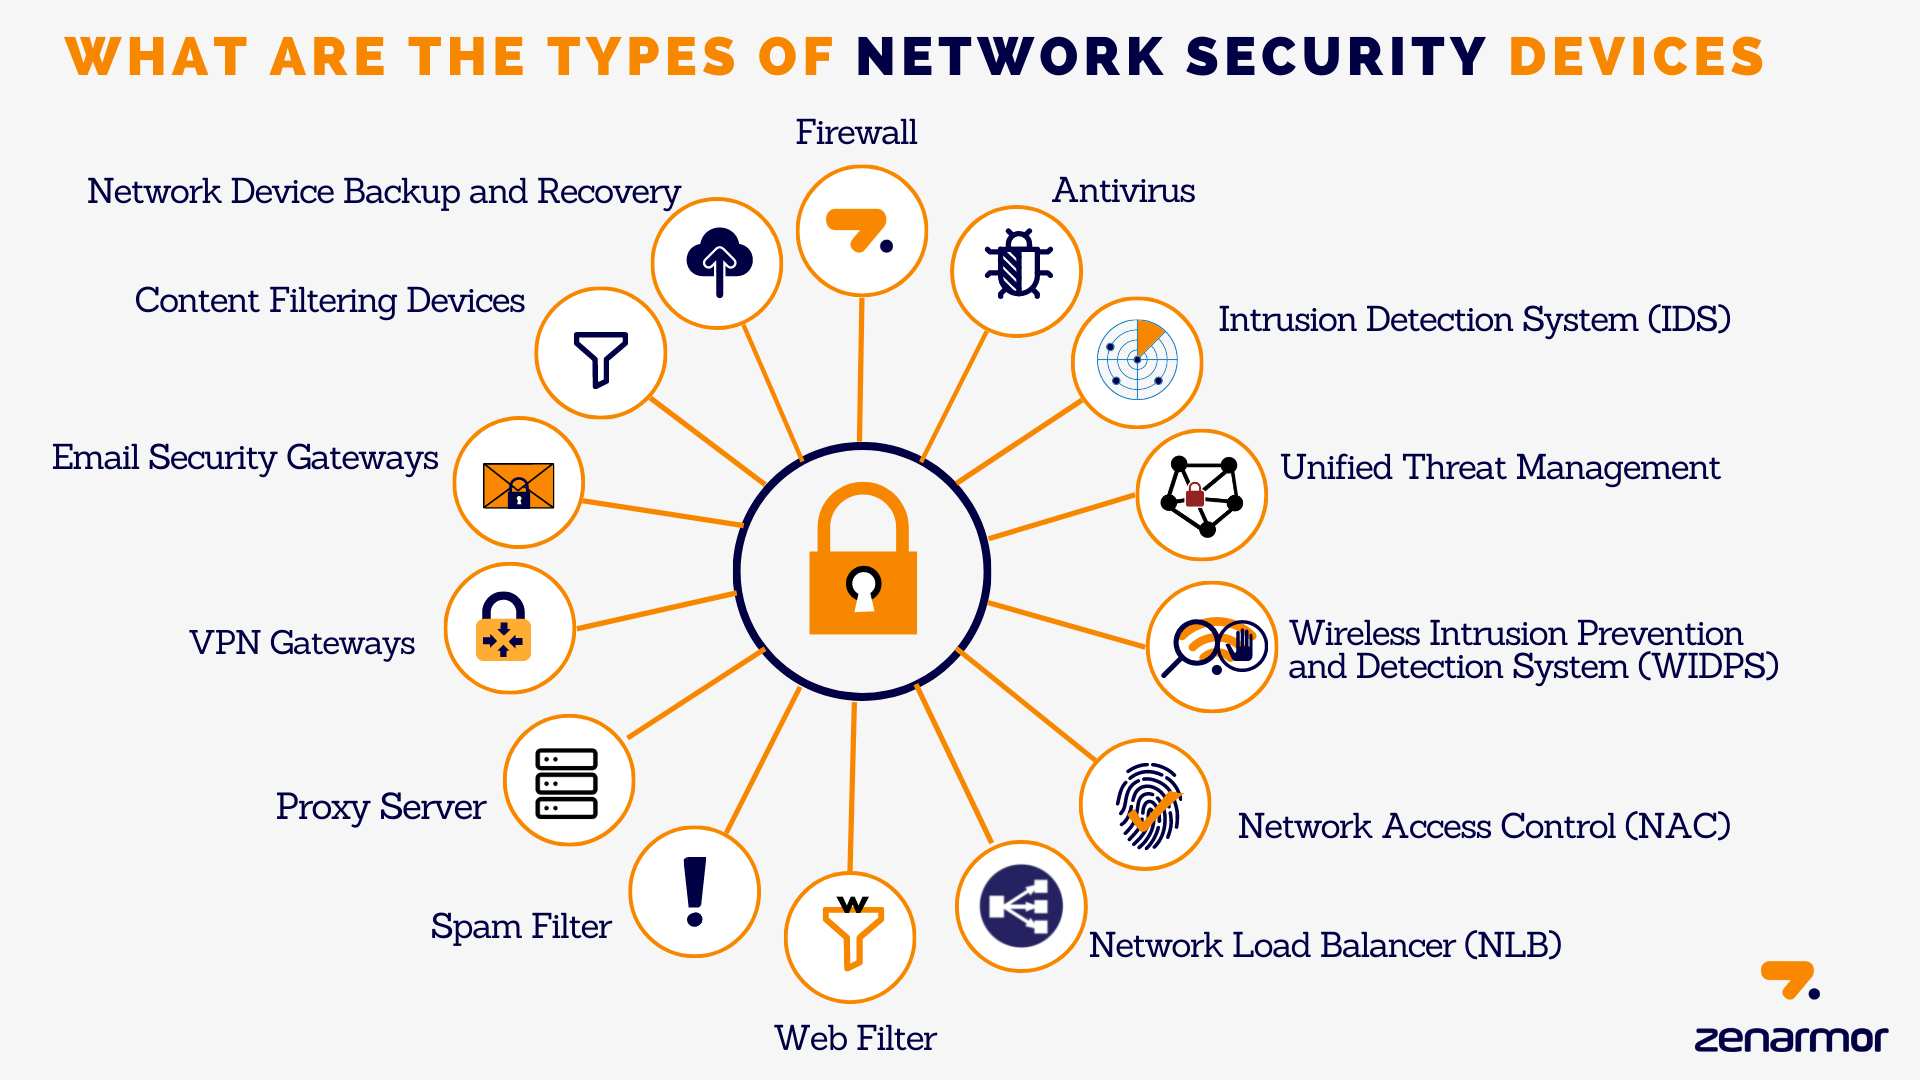 WHAT ARE THE TYPES OF NETWORK SECURITY DEVICES
Firewall
Antivirus
Intrusion Detection System (IDS)
Unified Threat Management
Wireless Intrusion Prevention
and Detection System (WIDPS)
Network Access Control (NAC)
Network Load Balancer (NLB)
Web Filter
W
Spam Filter
Proxy Server
VPN Gateways
Email Security Gateways
Content Filtering Devices
Network Device Backup and Recovery
zenarmor